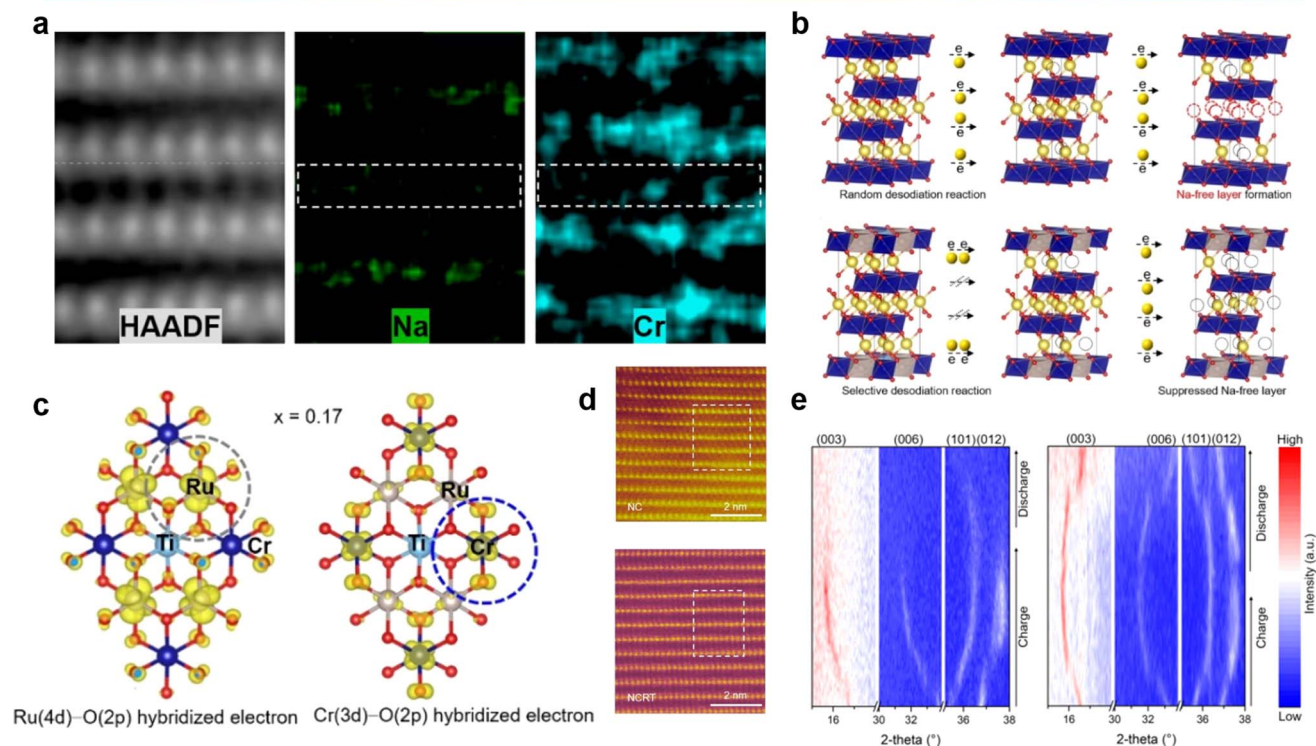 a
HAADF
Na
Cr
b
e
e
e
e
e
e
e
e
Random desodiation reaction
Na-free layer formation
e e
e
e e
e
Selective desodiation reaction
Suppressed Na-free layer
c
x = 0.17
Ru
Ti
Cr
Ru
Ti
Cr
Ru(4d)–O(2p) hybridized electron
Cr(3d)–O(2p) hybridized electron
d
NC
2 nm
NCRT
2 nm
e
(003)
(006)
(101)(012)
(003)
(006)
(101)(012)
Discharge
Charge
Discharge
Charge
High
Intensity (a.u.)
Low
16
30
32
36
38
16
30
32
36
38
2-theta (°)
2-theta (°)